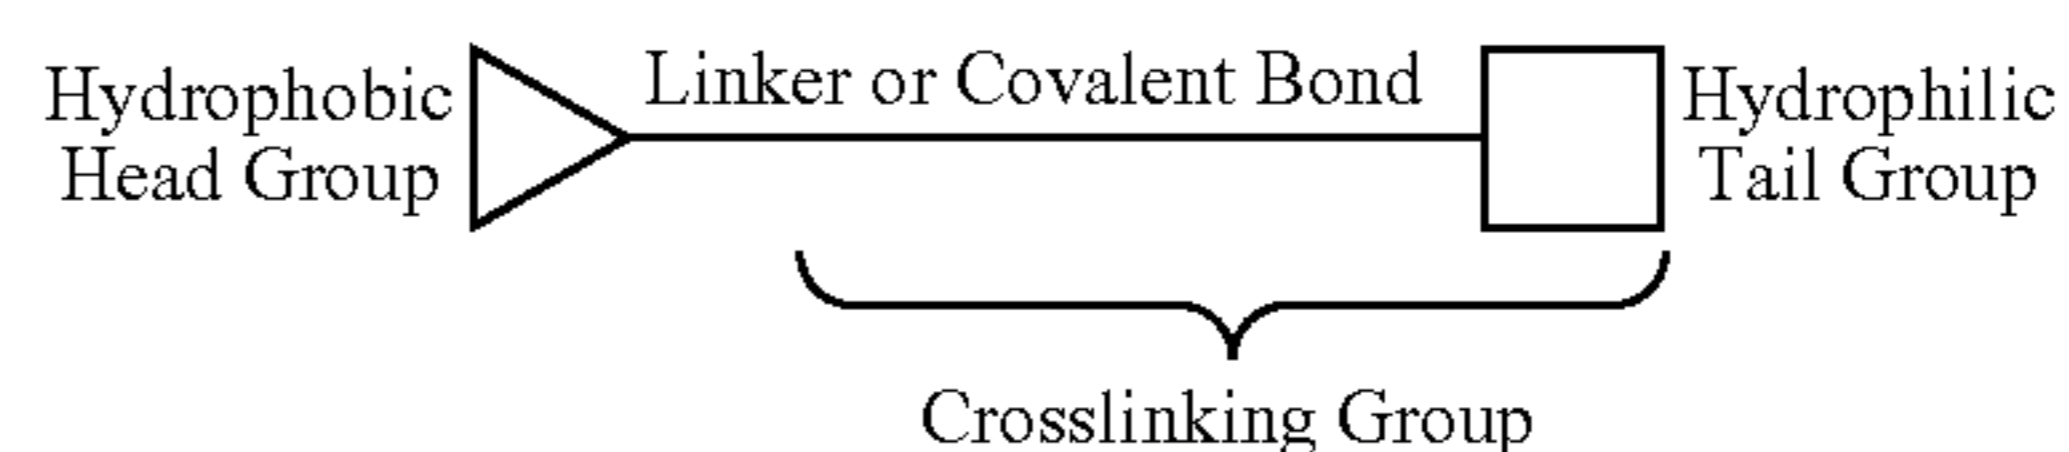 Hydrophobic
Head Group
Linker or Covalent Bond
Hydrophilic
Tail Group
Crosslinking Group